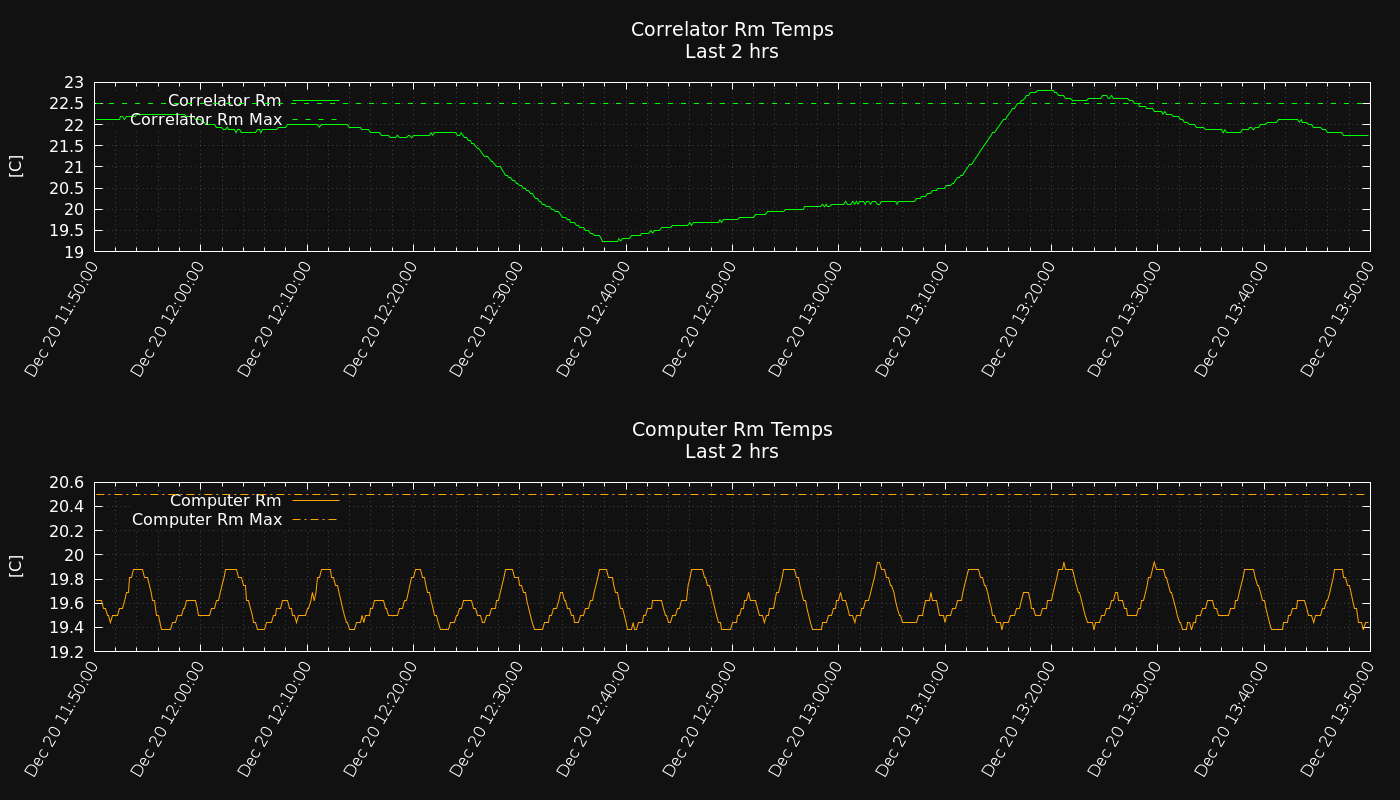 Correlator Rm Temps
Last 2 hrs
[C]
23
22.5
22
21.5
21
20.5
20
19.5
19
Correlator Rm
Correlator Rm Max
Dec 20 11:50:00
Dec 20 12:00:00
Dec 20 12:10:00
Dec 20 12:20:00
Dec 20 12:30:00
Dec 20 12:40:00
Dec 20 12:50:00
Dec 20 13:00:00
Dec 20 13:10:00
Dec 20 13:20:00
Dec 20 13:30:00
Dec 20 13:40:00
Dec 20 13:50:00
Computer Rm Temps
Last 2 hrs
[C]
20.6
20.4
20.2
20
19.8
19.6
19.4
19.2
Computer Rm
Computer Rm Max
Dec 20 11:50:00
Dec 20 12:00:00
Dec 20 12:10:00
Dec 20 12:20:00
Dec 20 12:30:00
Dec 20 12:40:00
Dec 20 12:50:00
Dec 20 13:00:00
Dec 20 13:10:00
Dec 20 13:20:00
Dec 20 13:30:00
Dec 20 13:40:00
Dec 20 13:50:00